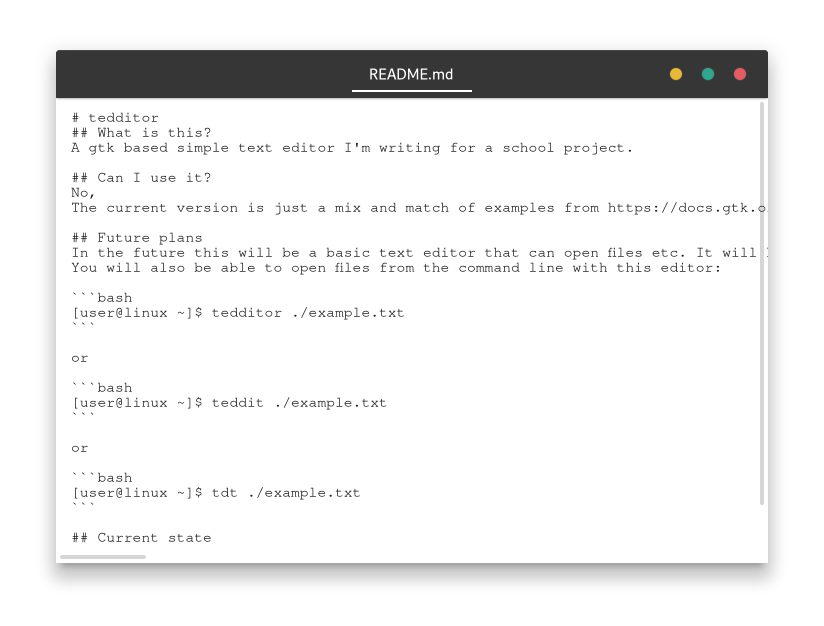 README.md
# tedditor
## What is this?
A gtk based simple text editor I'm writing for a school project.
## Can I use it?
No,
The current version is just a mix and match of examples from https://docs.gtk.o
## Future plans
In the future this will be a basic text editor that can open files etc. It will
You will also be able to open files from the command line with this editor:
```bash
[user@linux ~]$ tedditor ./example.txt
```
or
```bash
[user@linux ~]$ teddit ./example.txt
```
or
```bash
[user@linux ~]$ tdt ./example.txt
```
## Current state